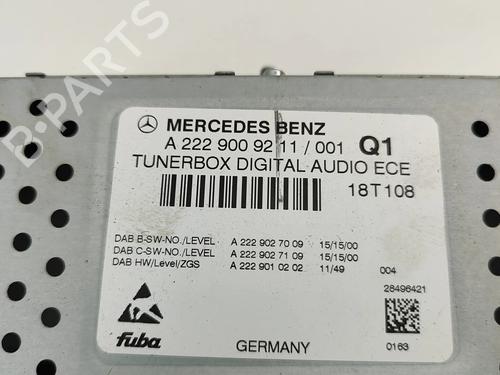 MERCEDES BENZ
A 222 900 92 11 / 001 Q1
TUNERBOX DIGITAL AUDIO ECE
18T108
DAB B-SW-NO./LEVEL A 222 902 70 09 15/15/00
DAB C-SW-NO./LEVEL A 222 902 71 09 15/15/00
DAB HW/Level/ZGS A 222 901 02 02 11/49 004
28496421
fuba
GERMANY
0163
B-PARTS